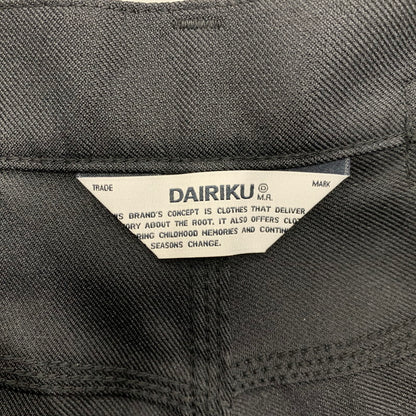 TRADE DAIRIKU Ⓓ MARK
M.R.
BRAND'S CONCEPT IS CLOTHES THAT DELIVER
ABOUT THE ROOT. IT ALSO OFFERS
CHILDHOOD MEMORIES AND
SEASONS CHANGE.